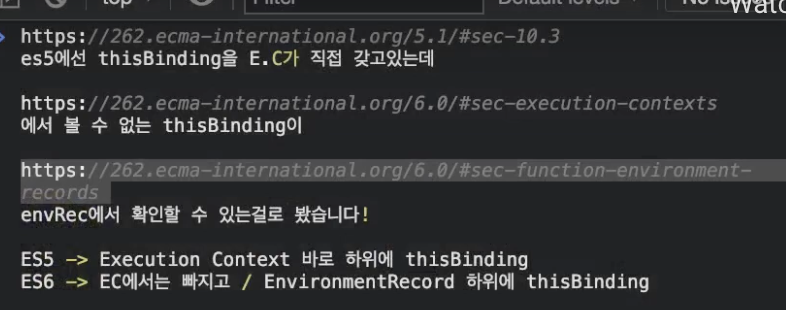 top
Filter
Default levels
https://262.ecma-international.org/5.1/#sec-10.3
es5에선 thisBinding을 E.C가 직접 갖고있는데
https://262.ecma-international.org/6.0/#sec-execution-contexts
에서 볼 수 없는 thisBinding이
https://262.ecma-international.org/6.0/#sec-function-environment-
records
envRec에서 확인할 수 있는걸로 봤습니다!
ES5 -> Execution Context 바로 하위에 thisBinding
ES6 -> EC에서는 빠지고 / EnvironmentRecord 하위에 thisBinding